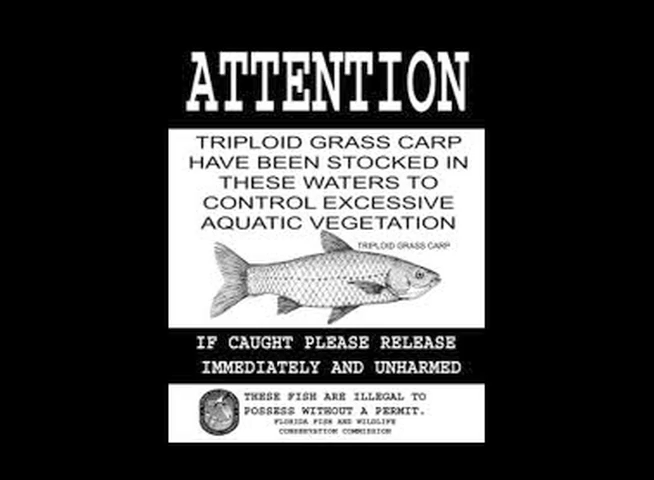 ATTENTION
TRIPLOID GRASS CARP
HAVE BEEN STOCKED IN
THESE WATERS TO
CONTROL EXCESSIVE
AQUATIC VEGETATION
TRIPLOID GRASS CARP
IF CAUGHT PLEASE RELEASE
IMMEDIATELY AND UNHARMED
THESE FISH ARE ILLEGAL TO
POSSESS WITHOUT A PERMIT.
FLORIDA FISH AND WILDLIFE
CONSERVATION COMMISSION